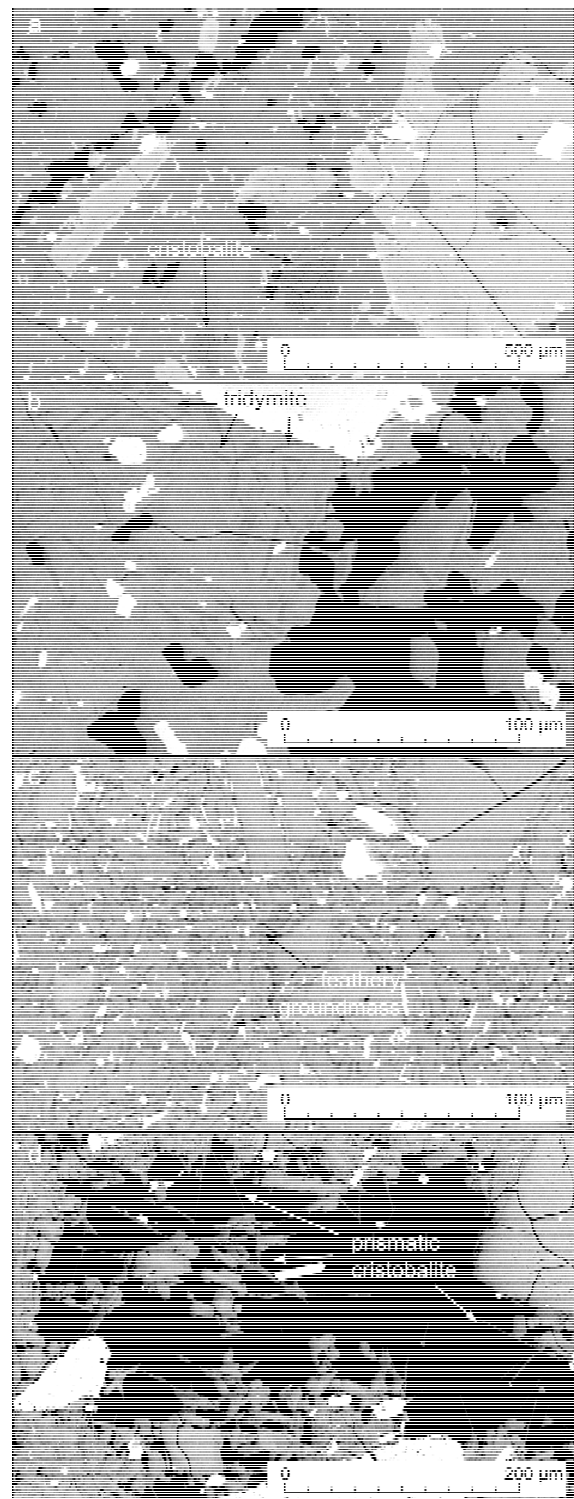 a
cristobalite
0 500 µm
b
tridymite
0 100 µm
c
feathery
groundmass
0 100 µm
d
prismatic
cristobalite
0 200 µm